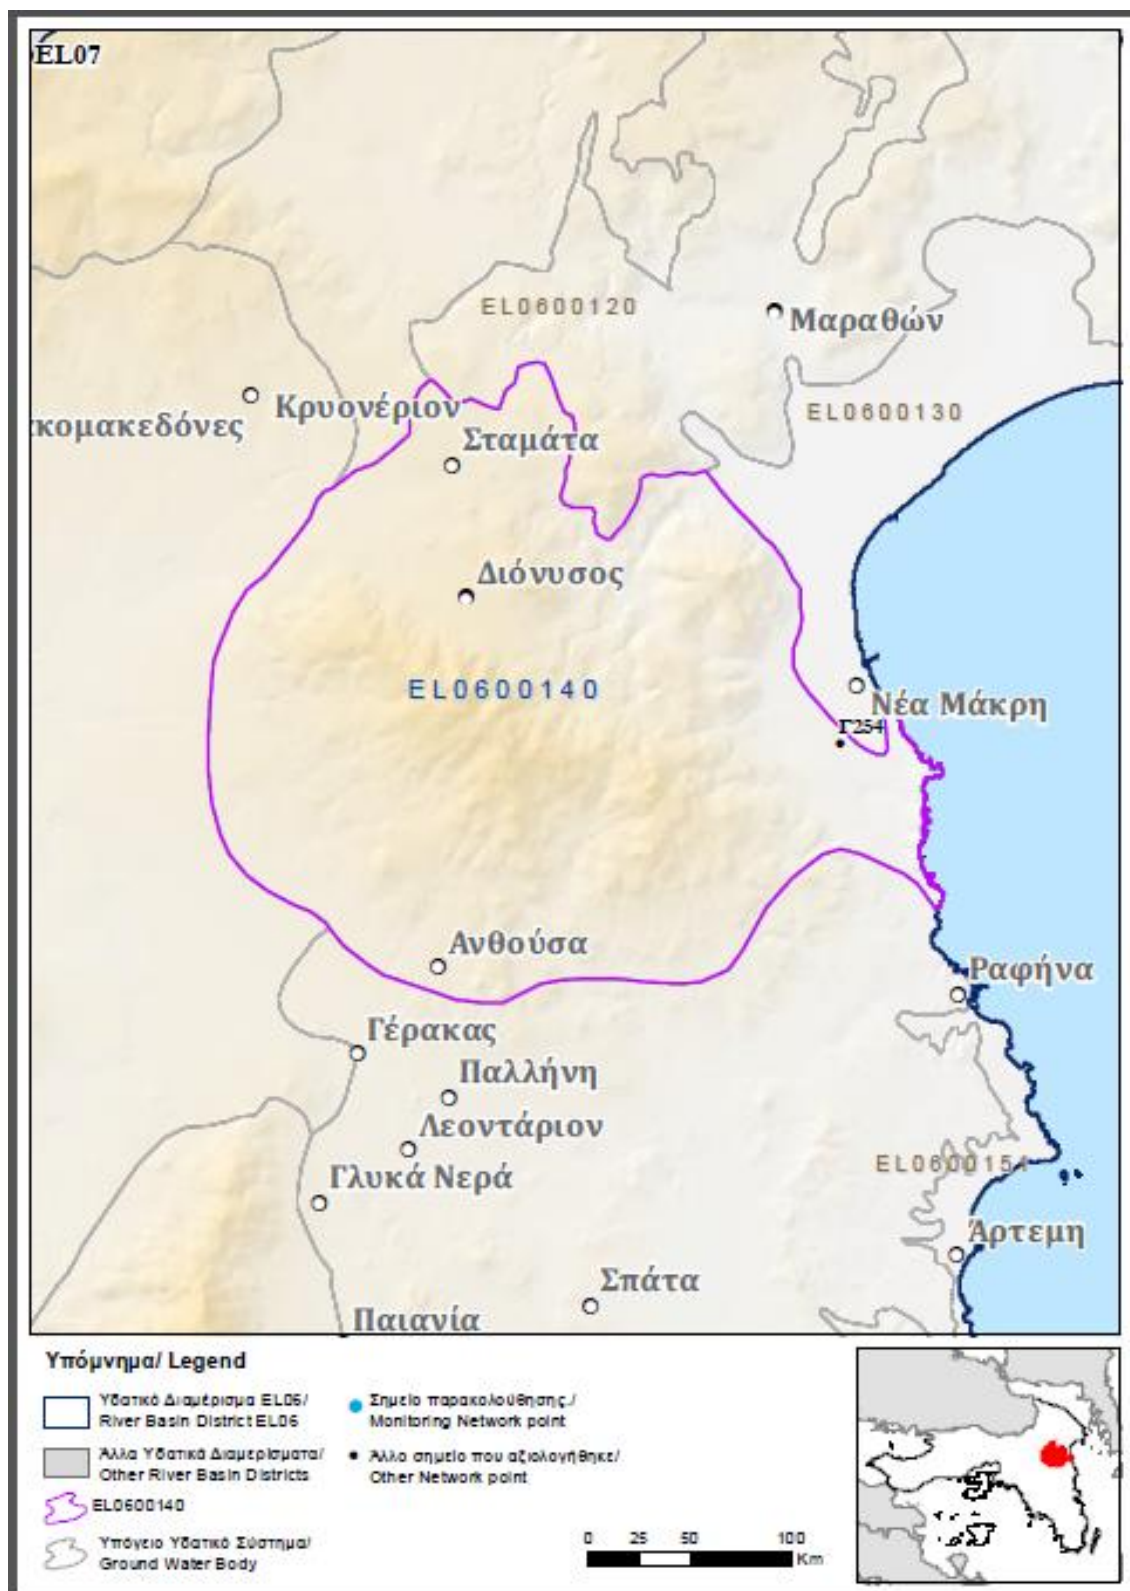 EL07
EL0600120
Μαραθών
Κρυονέριον
EL0600130
κομακεδόνες
Σταμάτα
Διόνυσος
EL0600140
Νέα Μάκρη
Γ254
Ανθούσα
Ραφήνα
Γέρακας
Παλλήνη
Λεοντάριον
EL0600151
Γλυκά Νερά
Άρτεμη
Σπάτα
Παιανία
Υπόμνημα/ Legend
Υδατικό Διαμέρισμα EL06/
River Basin District EL06
Άλλα Υδατικά Διαμερίσματα/
Other River Basin Districts
EL0600140
Υπόγειο Υδατικό Σύστημα/
Ground Water Body
Σημείο παρακολούθησης./
Monitoring Network point
Άλλο σημείο που αξιολογήθηκε/
Other Network point
0 25 50 100
Km